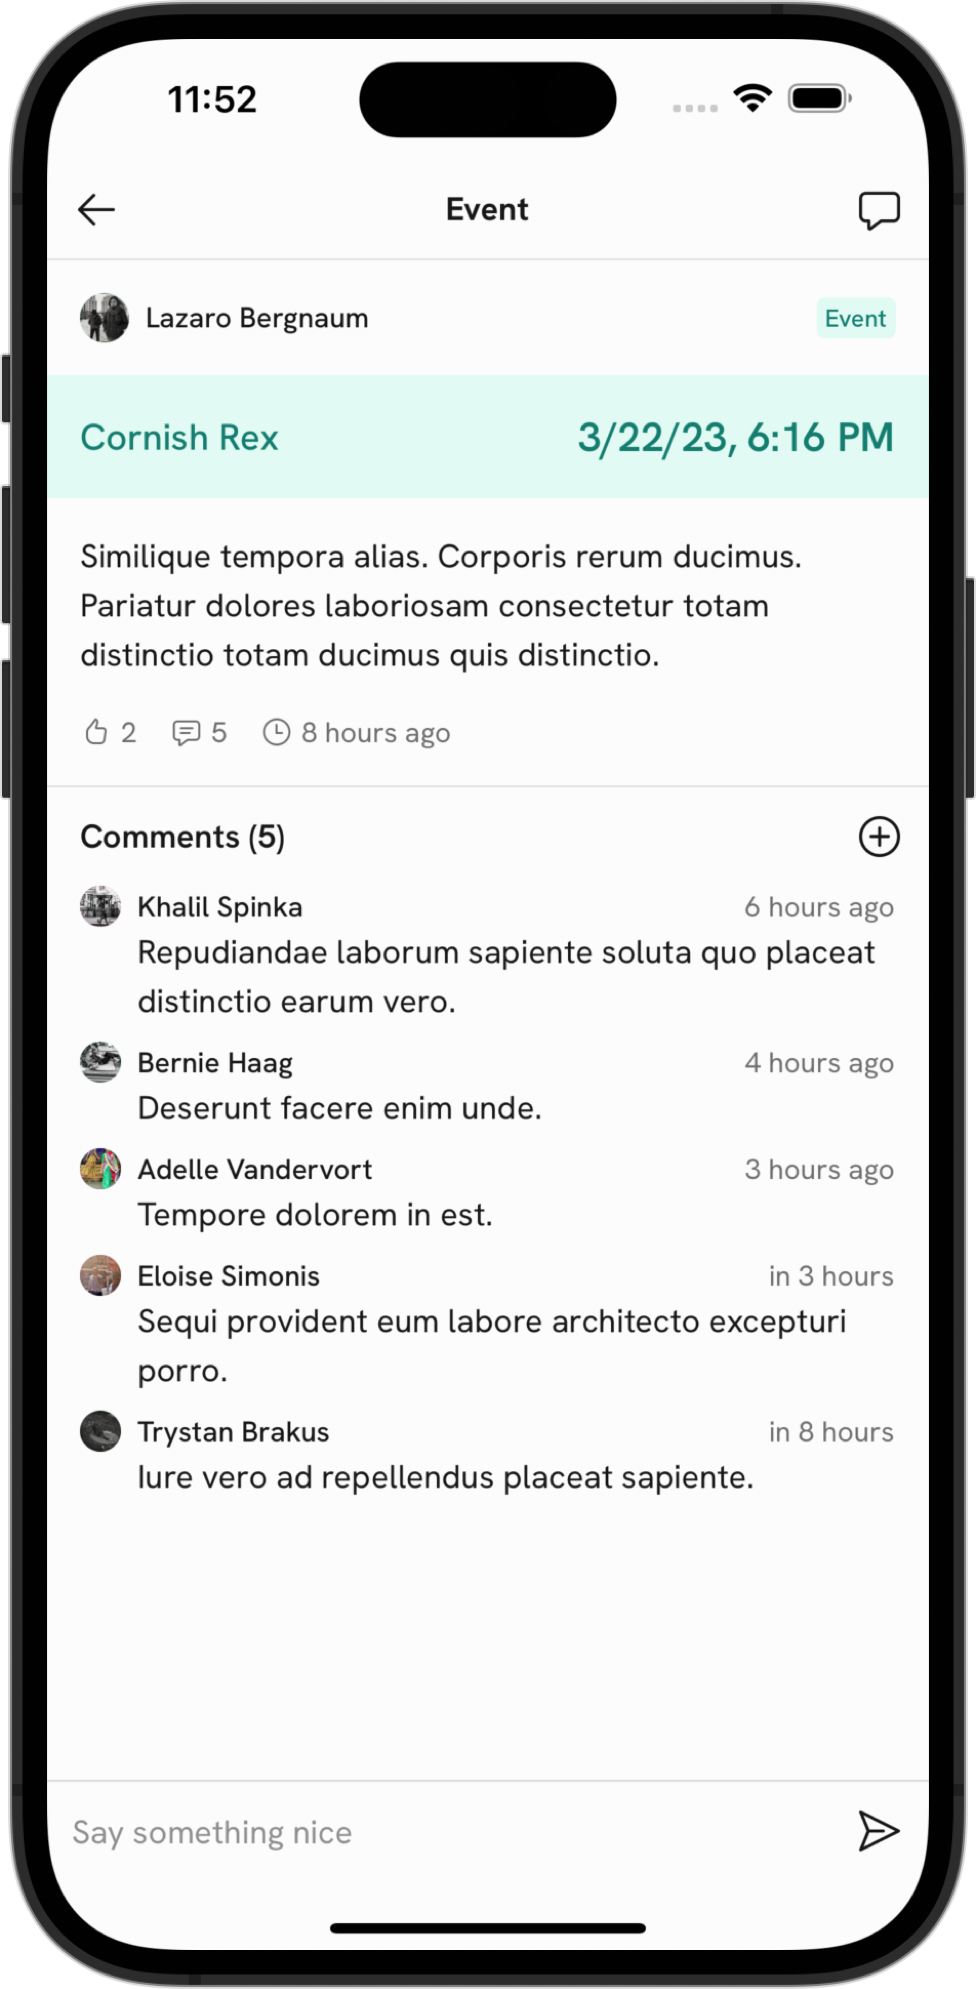 11:52
Event
Lazaro Bergnaum
Event
Cornish Rex
3/22/23, 6:16 PM
Similique tempora alias. Corporis rerum ducimus.
Pariatur dolores laboriosam consectetur totam
distinctio totam ducimus quis distinctio.
2 5 8 hours ago
Comments (5)
Khalil Spinka
6 hours ago
Repudiandae laborum sapiente soluta quo placeat
distinctio earum vero.
Bernie Haag
4 hours ago
Deserunt facere enim unde.
Adelle Vandervort
3 hours ago
Tempore dolorem in est.
Eloise Simonis
in 3 hours
Sequi provident eum labore architecto excepturi
porro.
Trystan Brakus
in 8 hours
Iure vero ad repellendus placeat sapiente.
Say something nice